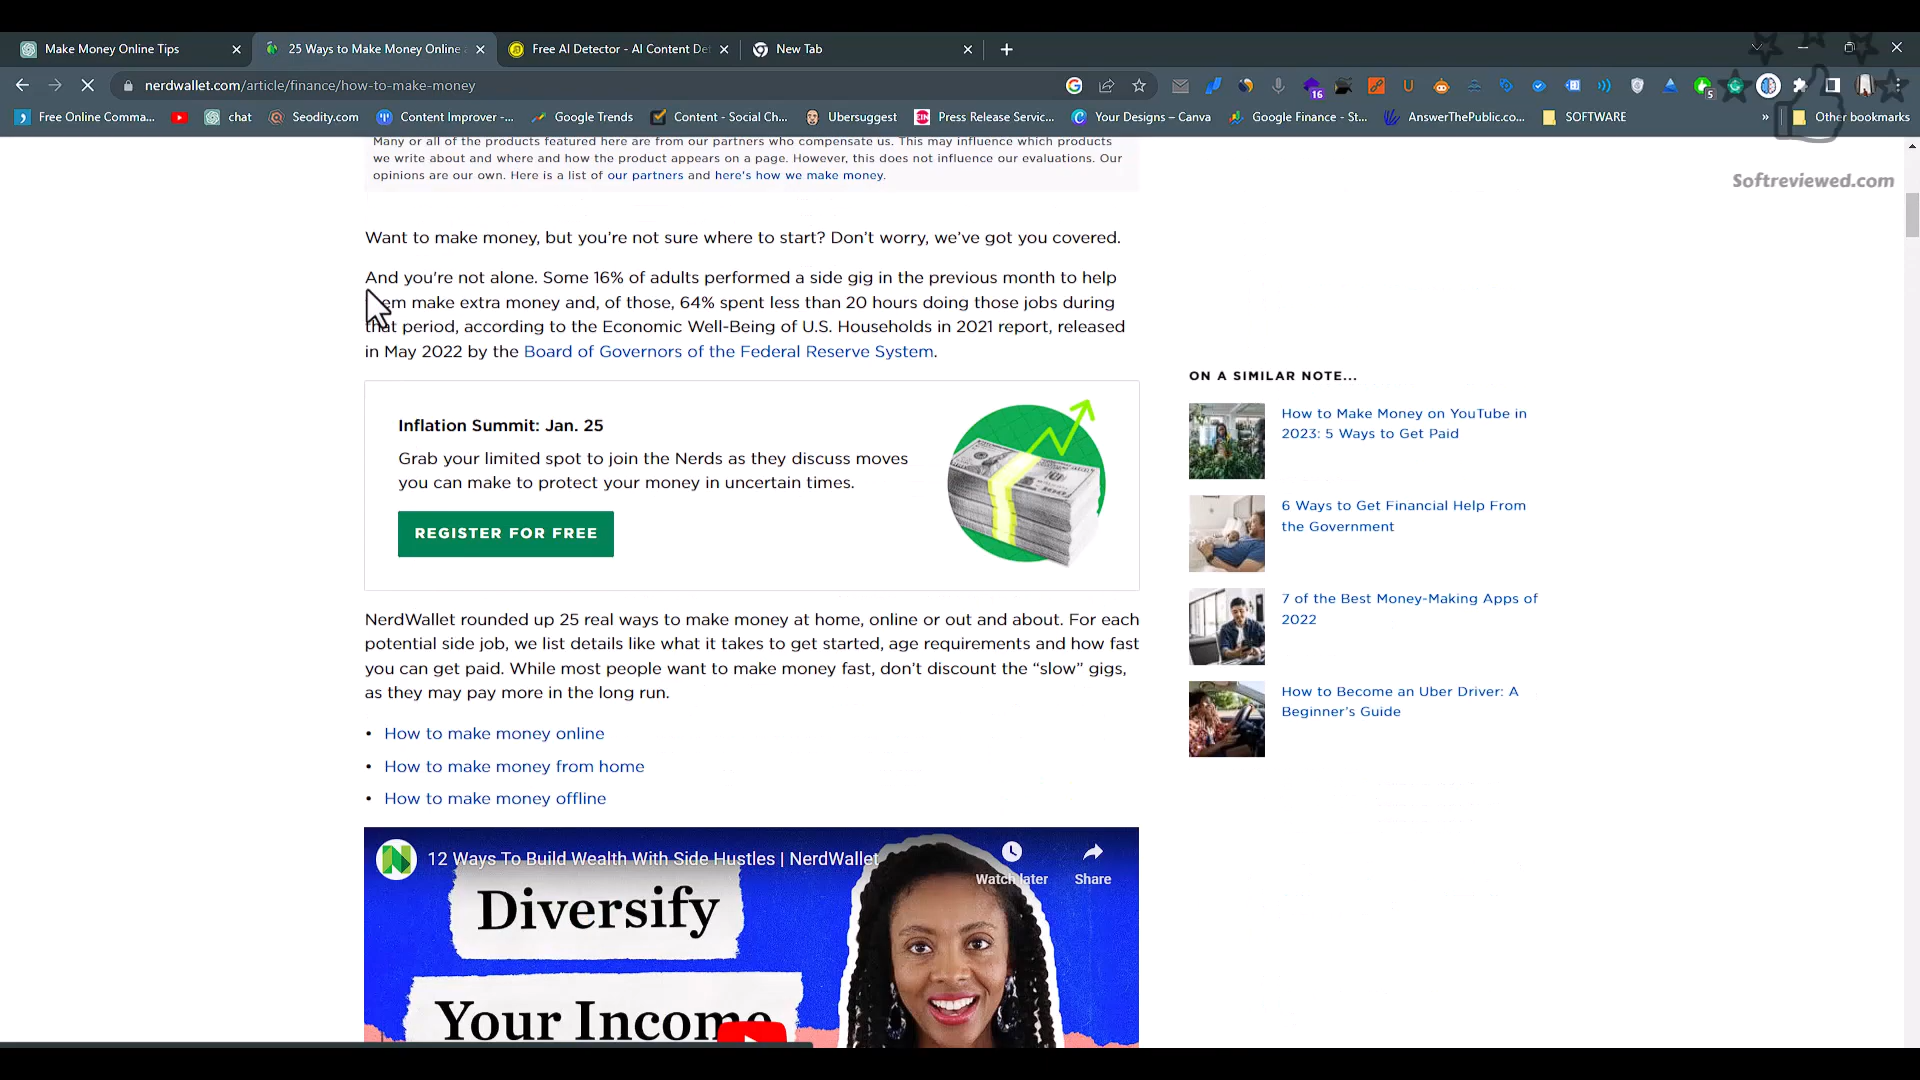 Make Money Online Tips
25 Ways to Make Money Online
Free AI Detector - AI Content De
New Tab
nerdwallet.com/article/finance/how-to-make-money
16
5
Free Online Comma...
chat
Seodity.com
Content Improver -...
Google Trends
Content - Social Ch...
Ubersuggest
Press Release Servic...
Your Designs – Canva
Google Finance - St...
AnswerThePublic.co...
SOFTWARE
»
Other bookmarks
Softreviewed.com
Many or all of the products featured here are from our partners who compensate us. This may influence which products
we write about and where and how the product appears on a page. However, this does not influence our evaluations. Our
opinions are our own. Here is a list of our partners and here's how we make money.
Want to make money, but you’re not sure where to start? Don’t worry, we’ve got you covered.
And you're not alone. Some 16% of adults performed a side gig in the previous month to help
them make extra money and, of those, 64% spent less than 20 hours doing those jobs during
that period, according to the Economic Well-Being of U.S. Households in 2021 report, released
in May 2022 by the Board of Governors of the Federal Reserve System.
Inflation Summit: Jan. 25
Grab your limited spot to join the Nerds as they discuss moves
you can make to protect your money in uncertain times.
REGISTER FOR FREE
NerdWallet rounded up 25 real ways to make money at home, online or out and about. For each
potential side job, we list details like what it takes to get started, age requirements and how fast
you can get paid. While most people want to make money fast, don’t discount the “slow” gigs,
as they may pay more in the long run.
• How to make money online
• How to make money from home
• How to make money offline
12 Ways To Build Wealth With Side Hustles | NerdWallet
Watch later
Share
Diversify
Your Income
ON A SIMILAR NOTE...
How to Make Money on YouTube in
2023: 5 Ways to Get Paid
6 Ways to Get Financial Help From
the Government
7 of the Best Money-Making Apps of
2022
How to Become an Uber Driver: A
Beginner’s Guide